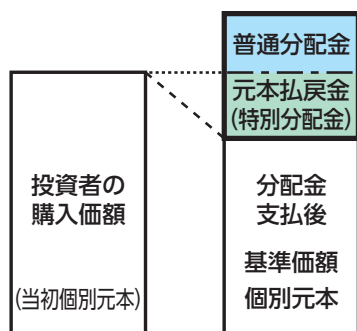 普通分配金
元本払戻金
(特別分配金)
投資者の
購入価額
(当初個別元本)
分配金
支払後
基準価額
個別元本